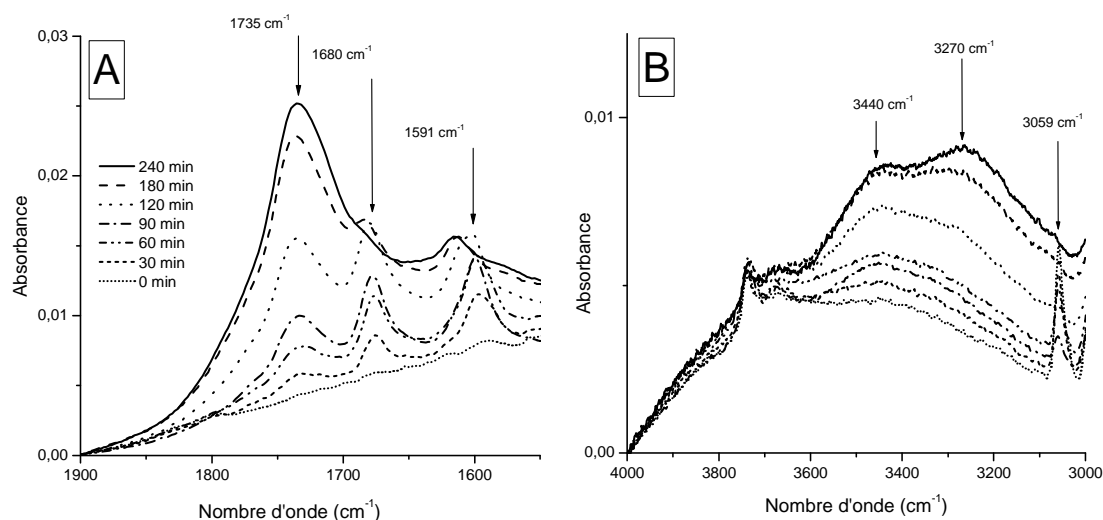 A
1735 cm⁻¹
1680 cm⁻¹
1591 cm⁻¹
0,03
0,02
0,01
0,00
Absorbance
240 min
180 min
120 min
90 min
60 min
30 min
0 min
1900 1800 1700 1600
Nombre d'onde (cm⁻¹)
B
3270 cm⁻¹
3440 cm⁻¹
3059 cm⁻¹
0,01
0,00
Absorbance
4000 3800 3600 3400 3200 3000
Nombre d'onde (cm⁻¹)